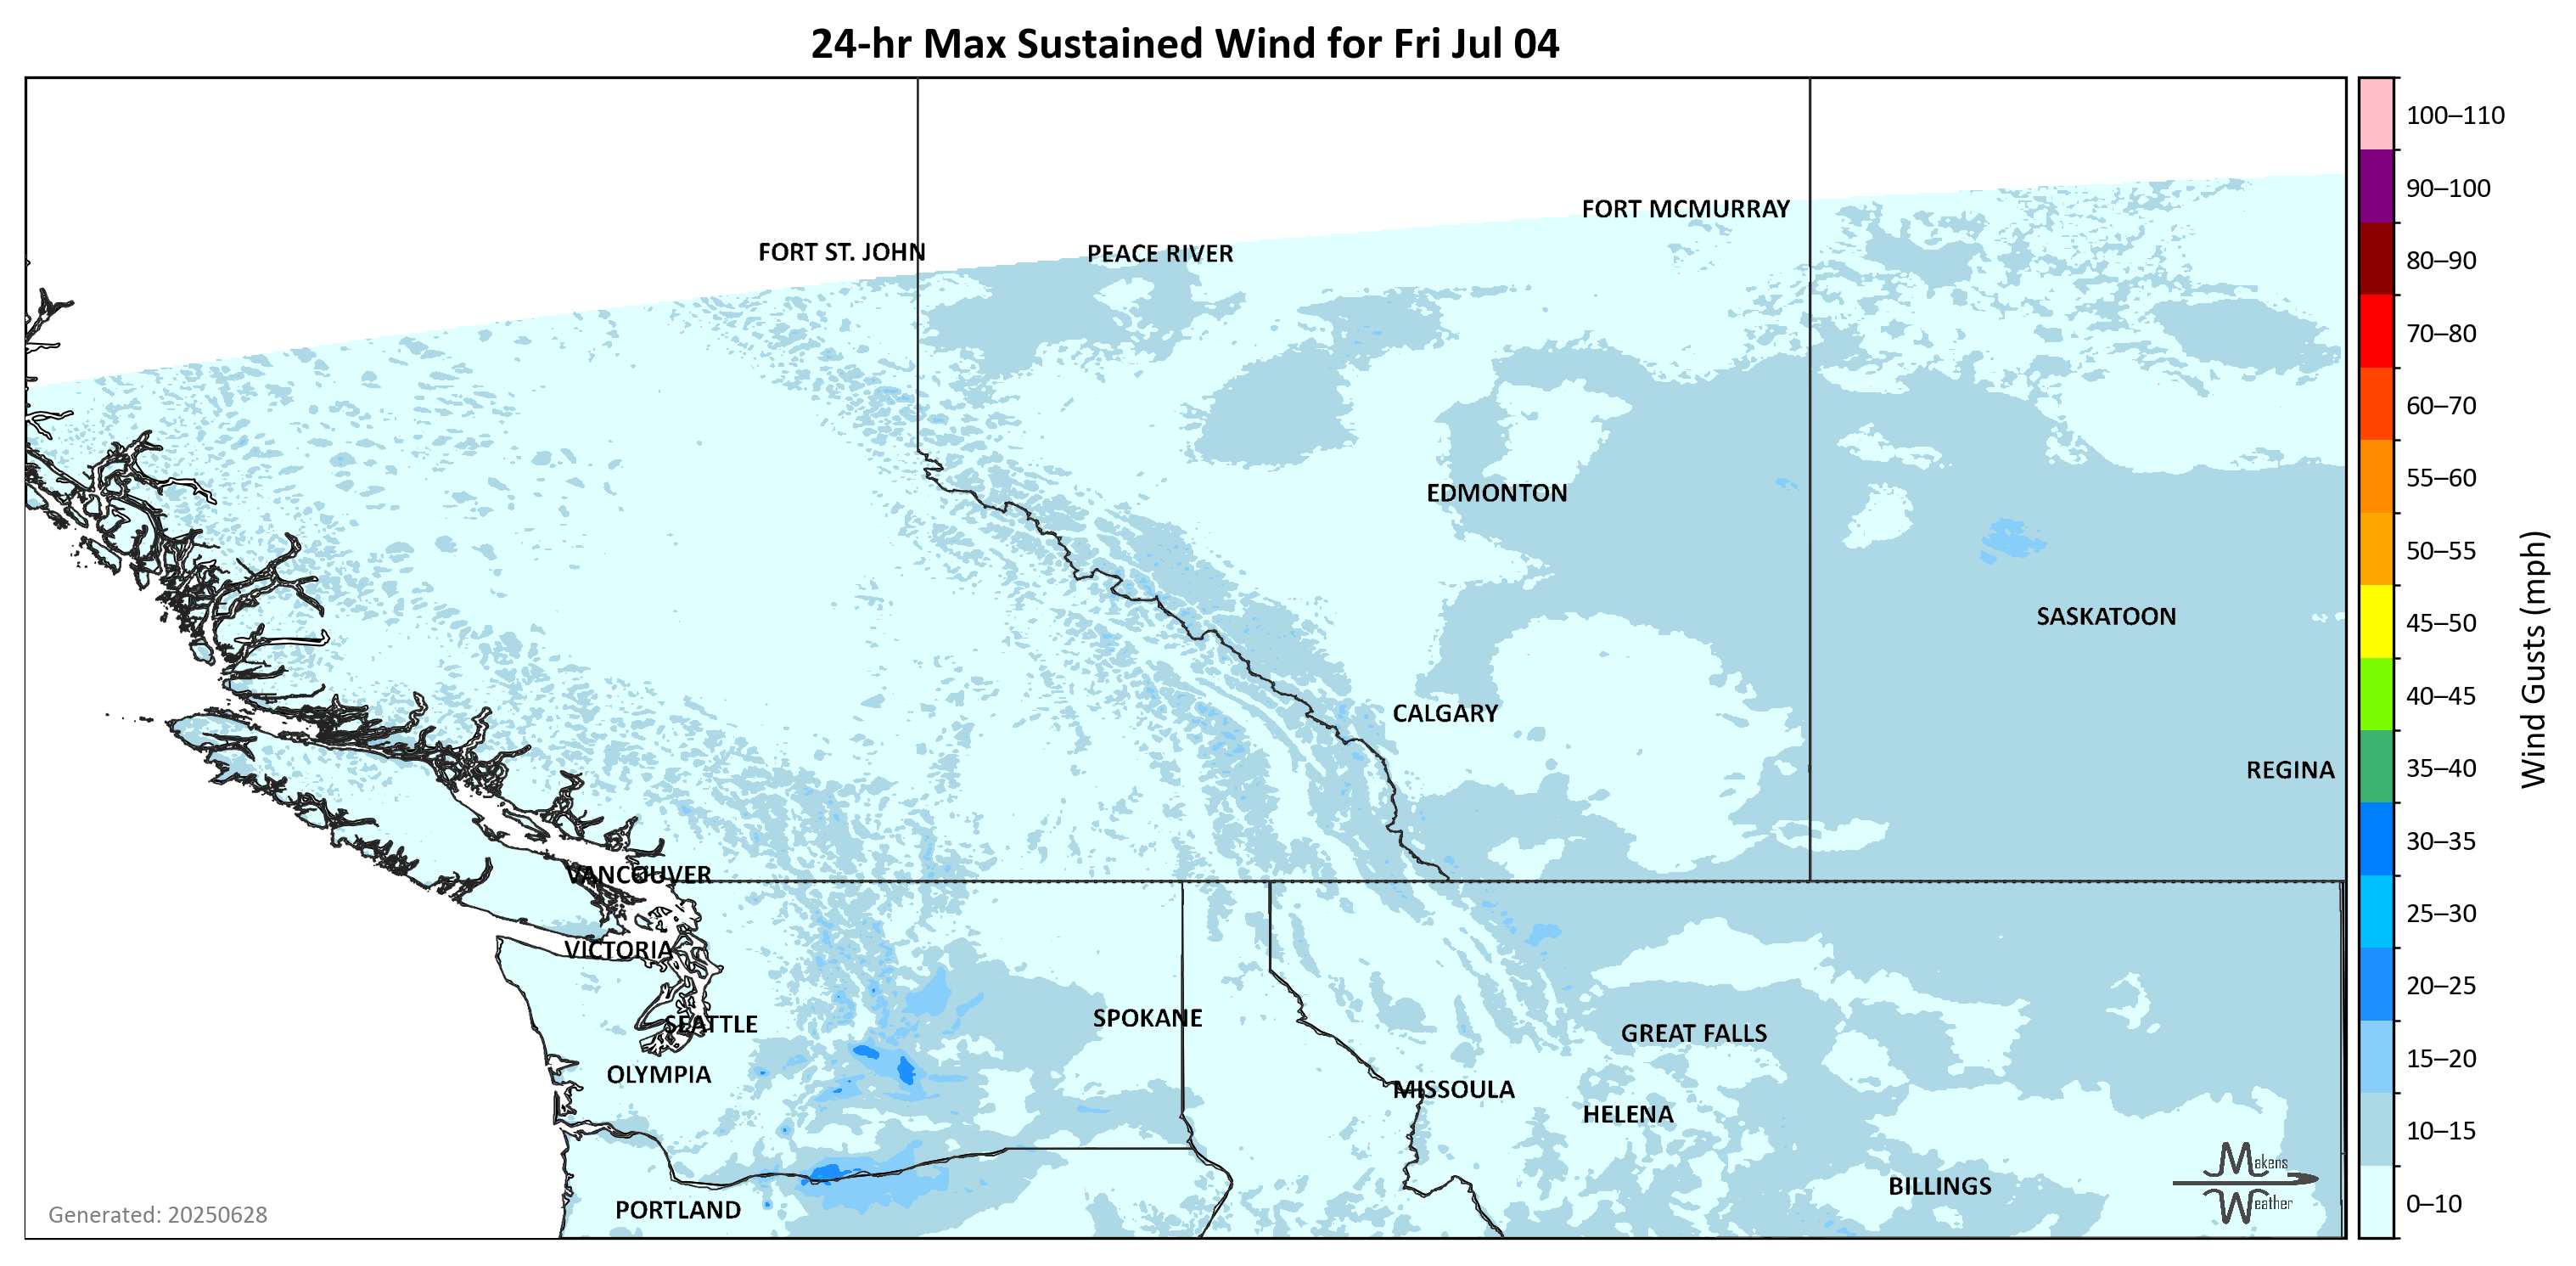 24-hr Max Sustained Wind for Fri Jul 04
FORT MCMURRAY
FORT ST. JOHN
PEACE RIVER
EDMONTON
SASKATOON
CALGARY
REGINA
VANCOUVER
VICTORIA
SEATTLE
SPOKANE
GREAT FALLS
OLYMPIA
MISSOULA
HELENA
BILLINGS
PORTLAND
Makens
Weather
Generated: 20250628
100–110
90–100
80–90
70–80
60–70
55–60
50–55
45–50
40–45
35–40
30–35
25–30
20–25
15–20
10–15
0–10
Wind Gusts (mph)